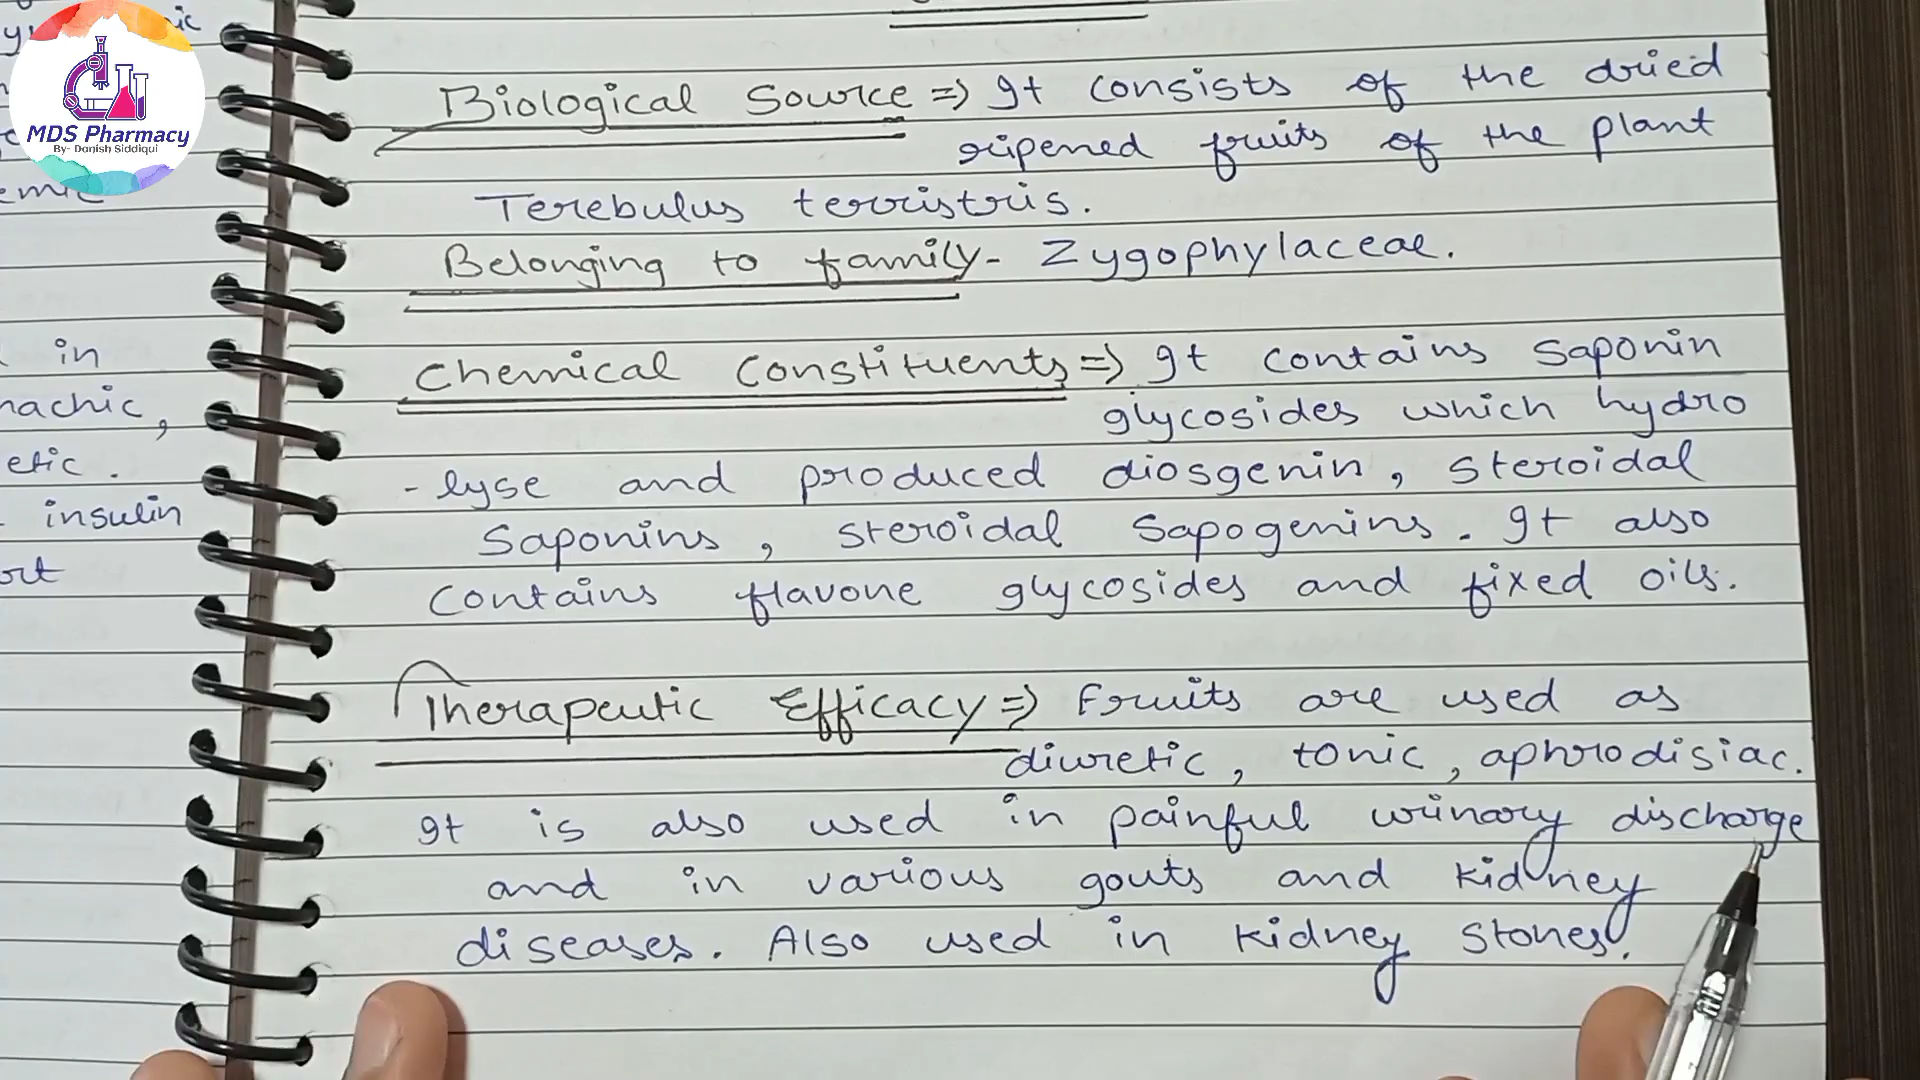 MDS Pharmacy
By- Danish Siddiqui
in
machic,
etic.
insulin
Biological Source => It consists of the dried
ripened fruits of the plant
Terebulus terristris.
Belonging to family- Zygophylaceae.
Chemical Constituents => It contains Saponin
glycosides which hydro
-lyse and produced diosgenin, steroidal
Saponins, steroidal Sapogenins. It also
contains flavone glycosides and fixed oils.
Therapeutic Efficacy => Fruits are used as
diuretic, tonic, aphrodisiac.
It is also used in painful urinary discharge
and in various gouts and kidney
diseases. Also used in kidney stones.